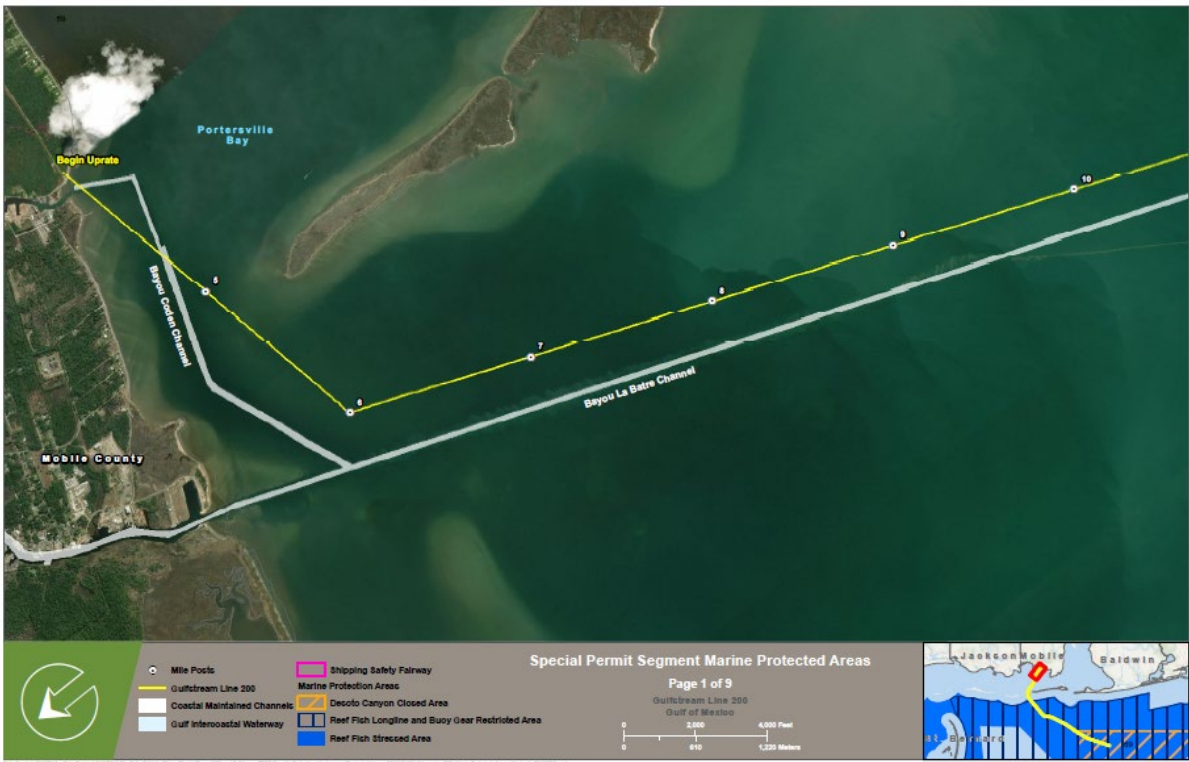 Portersville
Bay
Begin Uprate
10
9
8
7
6
5
Bayou Coden Channel
Bayou La Batre Channel
Mobile County
Mile Posts
Gulfstream Line 200
Coastal Maintained Channels
Gulf Intercoastal Waterway
Shipping Safety Fairway
Marine Protection Areas
Desoto Canyon Closed Area
Reef Fish Longline and Buoy Gear Restricted Area
Reef Fish Stressed Area
Special Permit Segment Marine Protected Areas
Page 1 of 9
Gulfstream Line 200
Gulf of Mexico
0 2,000 4,000 Feet
0 610 1,220 Meters
Jackson Mobile Baldwin
St. Bernard